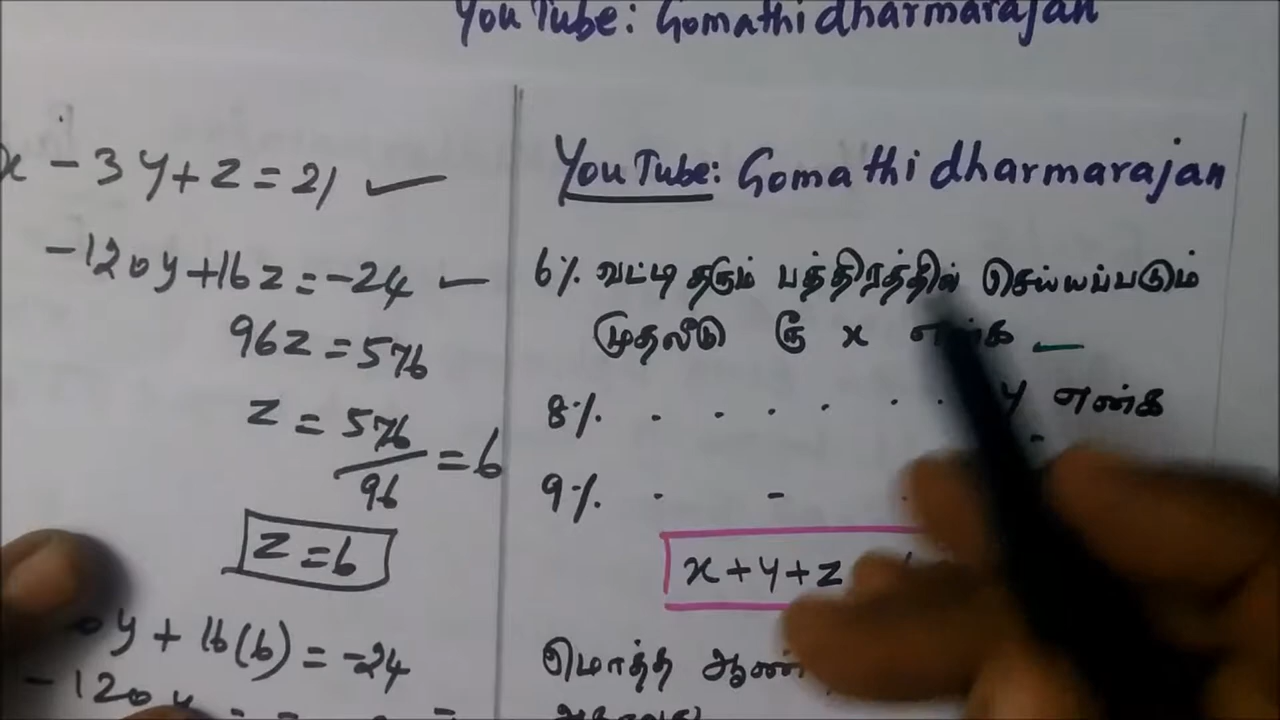 YouTube: Gomathi dharmarajan
x - 3y + z = 21
-120y + 16z = -24
96z = 576
z = 576/96 = 6
z = 6
y + 16(6) = -24
-120y
YouTube: Gomathi dharmarajan
6% வட்டி தரும் பத்திரத்தில் செய்யப்படும்
முதலீடு ரூ x என்க
8% . . . . . . y என்க
9% . -
x + y + z
மொத்த